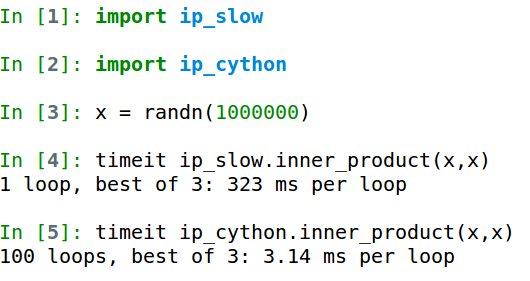 In [1]: import ip_slow
In [2]: import ip_cython
In [3]: x = randn(1000000)
In [4]: timeit ip_slow.inner_product(x,x)
1 loop, best of 3: 323 ms per loop
In [5]: timeit ip_cython.inner_product(x,x)
100 loops, best of 3: 3.14 ms per loop